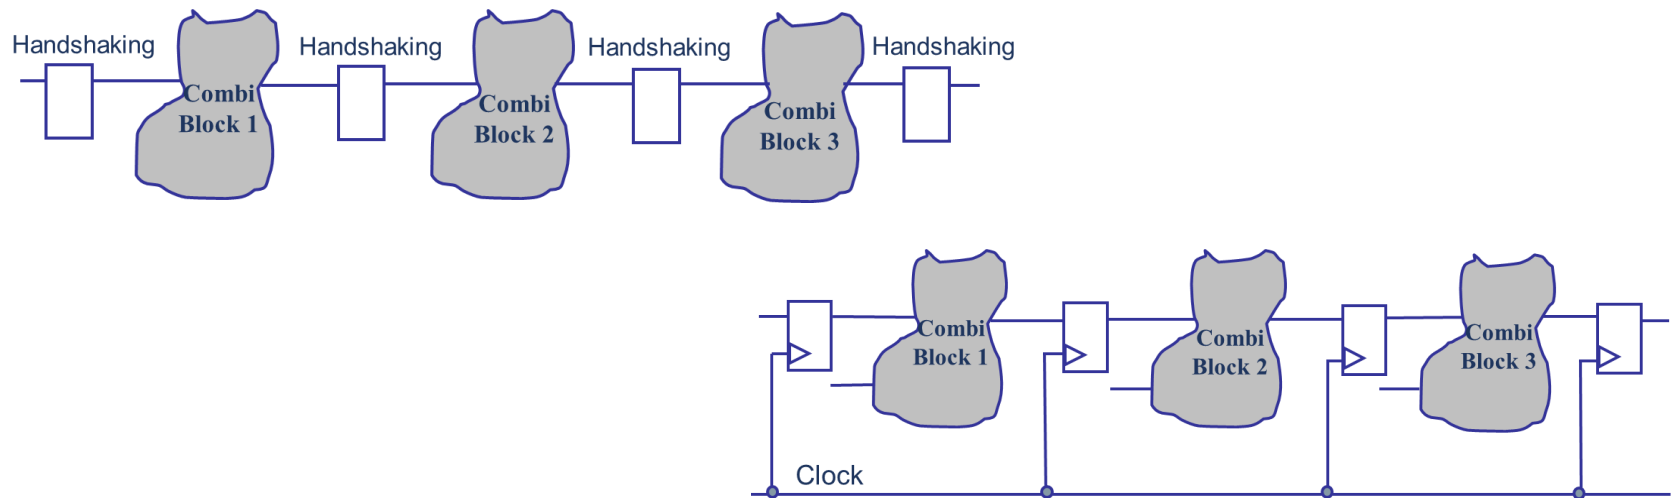 Handshaking
Handshaking
Handshaking
Handshaking
Combi
Block 1
Combi
Block 2
Combi
Block 3
Combi
Block 1
Combi
Block 2
Combi
Block 3
Clock